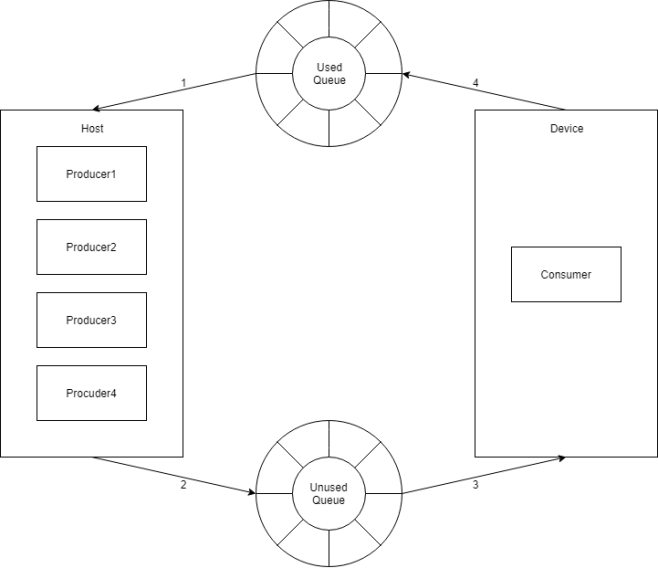 Used
Queue
1
4
Host
Device
Producer1
Producer2
Consumer
Producer3
Procuder4
2
Unused
Queue
3